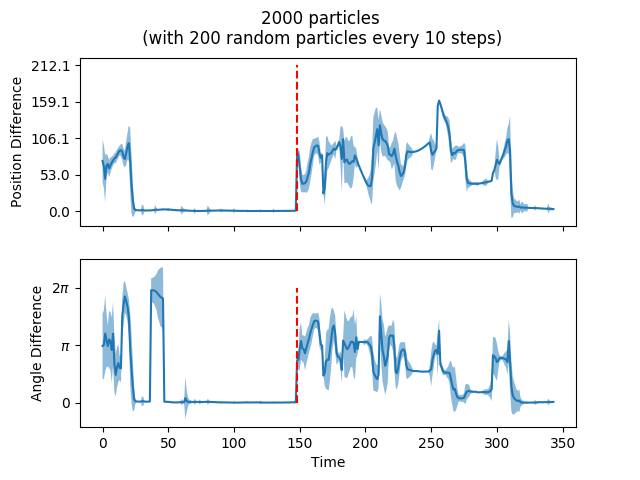 2000 particles
(with 200 random particles every 10 steps)
212.1
159.1
106.1
53.0
0.0
Position Difference
2π
π
0
Angle Difference
0 50 100 150 200 250 300 350
Time